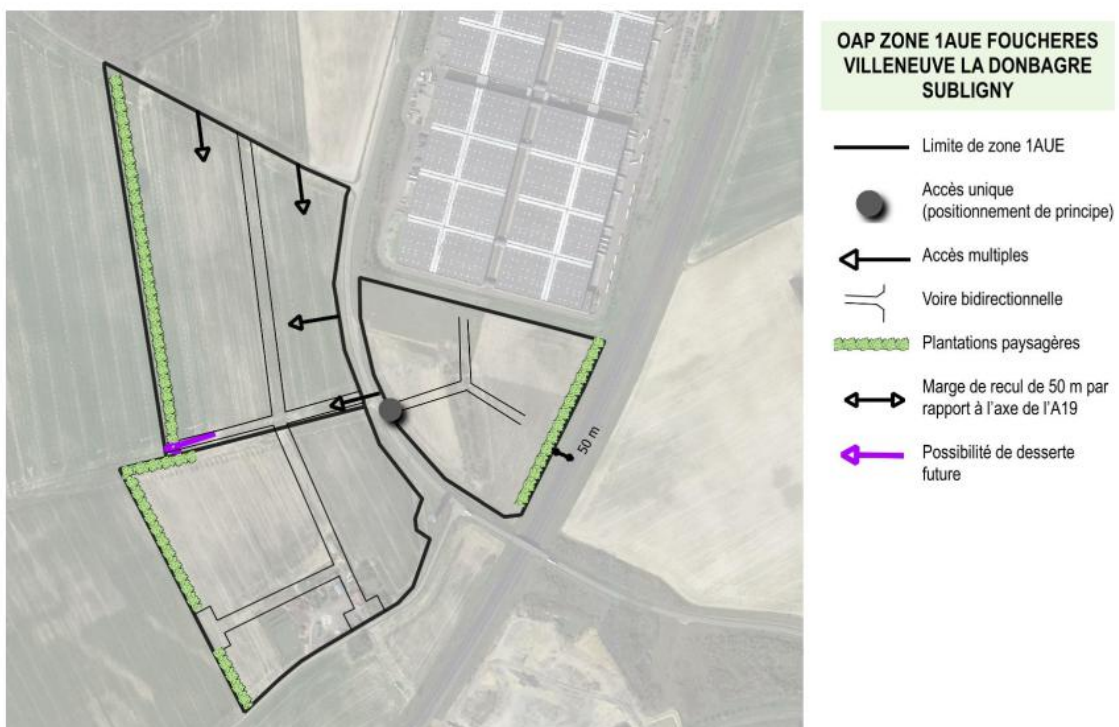 OAP ZONE 1AUE FOUCHERES
VILLENEUVE LA DONBAGRE
SUBLIGNY
Limite de zone 1AUE
Accès unique
(positionnement de principe)
Accès multiples
Voire bidirectionnelle
Plantations paysagères
Marge de recul de 50 m par
rapport à l'axe de l'A19
Possibilité de desserte
future
50 m